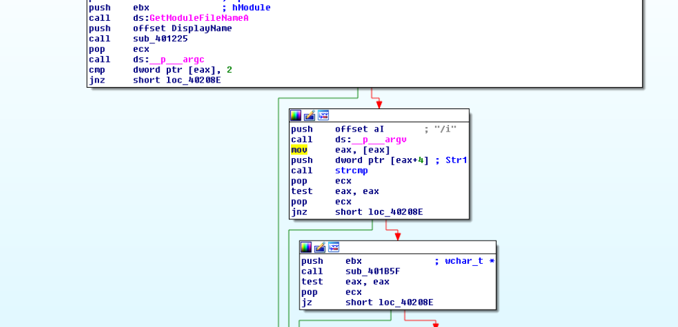 push ebx ; hModule
call ds:GetModuleFileNameA
push offset DisplayName
call sub_401225
pop ecx
call ds:__p___argc
cmp dword ptr [eax], 2
jnz short loc_40208E
push offset aI ; "/i"
call ds:__p___argv
mov eax, [eax]
push dword ptr [eax+4] ; Str1
call strcmp
pop ecx
test eax, eax
pop ecx
jnz short loc_40208E
push ebx ; wchar_t *
call sub_401B5F
test eax, eax
pop ecx
jz short loc_40208E